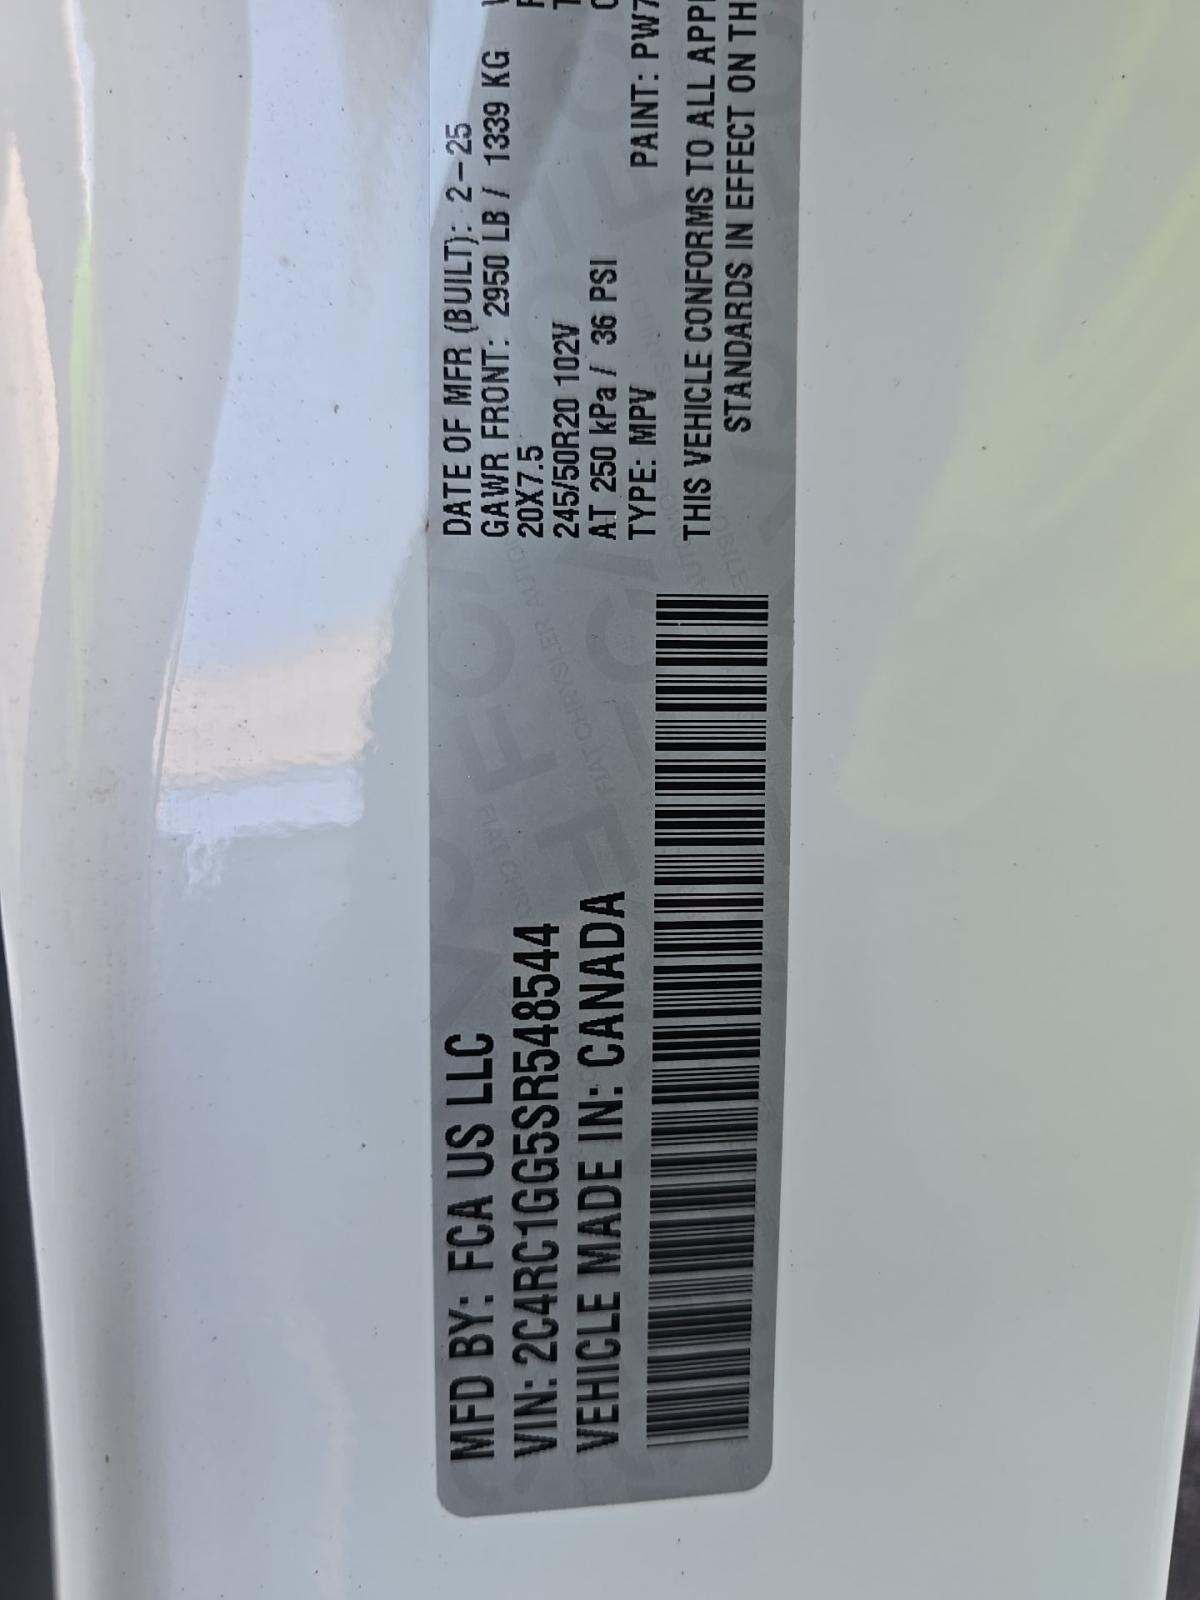 MFD BY: FCA US LLC
VIN: 2C4RC1GG5SR548544
VEHICLE MADE IN: CANADA
DATE OF MFR (BUILT): 2-25
GAWR FRONT: 2950 LB / 1339 KG
20X7.5
245/50R20 102V
AT 250 kPa / 36 PSI
TYPE: MPV PAINT: PW7
THIS VEHICLE CONFORMS TO ALL
STANDARDS IN EFFECT ON